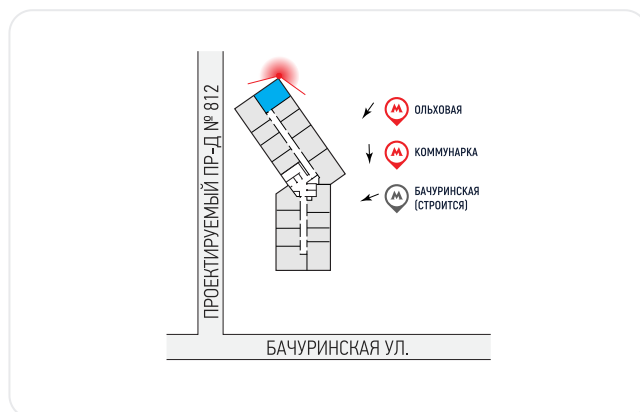 ПРОЕКТИРУЕМЫЙ ПР-Д № 812
М ОЛЬХОВАЯ
М КОММУНАРКА
М БАЧУРИНСКАЯ
(СТРОИТСЯ)
БАЧУРИНСКАЯ УЛ.